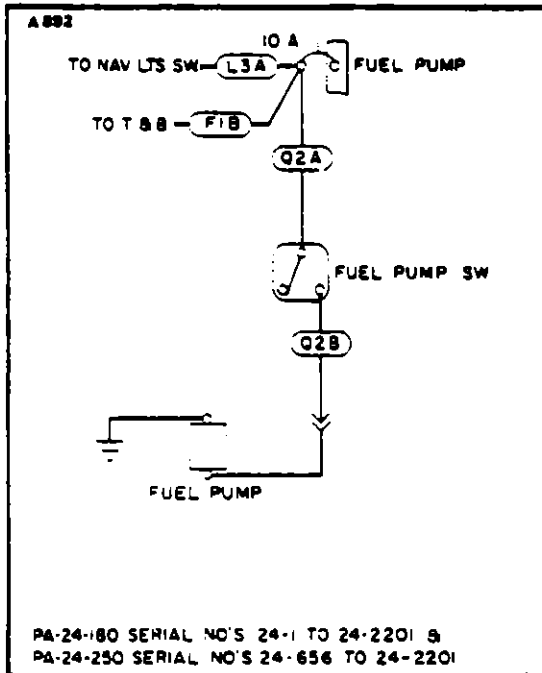 A892
10 A
TO NAV LTS SW L3A FUEL PUMP
TO T & B F1B
Q2A
FUEL PUMP SW
Q2B
FUEL PUMP
PA-24-180 SERIAL NO'S 24-1 TO 24-2201 &
PA-24-250 SERIAL NO'S 24-656 TO 24-2201